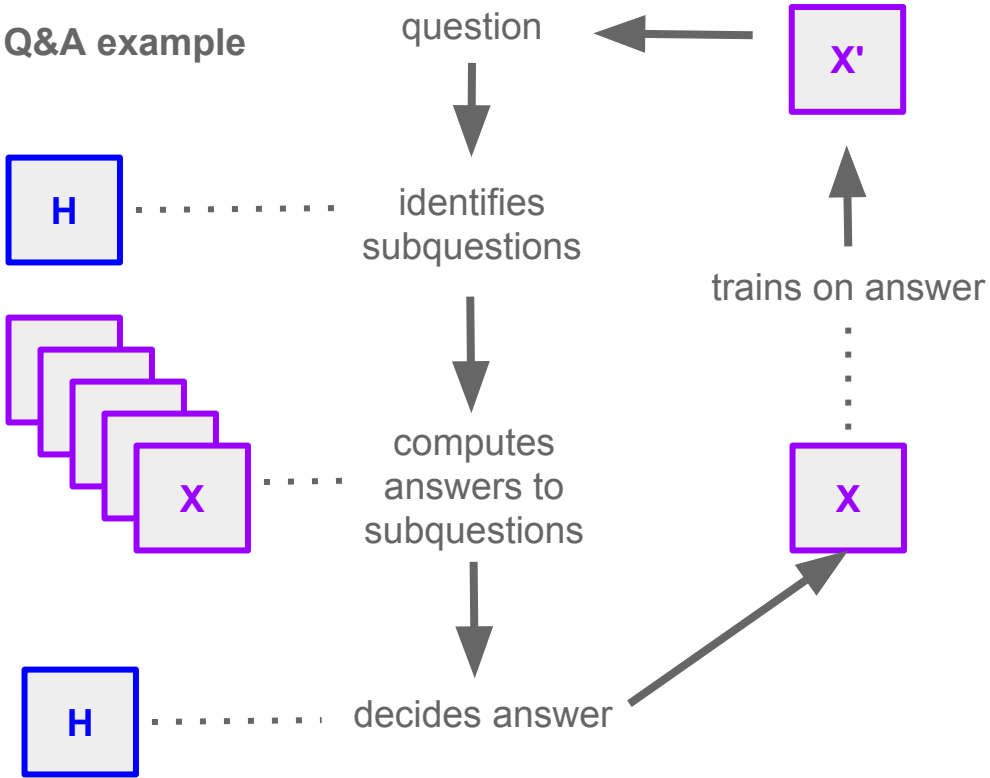 Q&A example
question
X'
H
identifies
subquestions
trains on answer
computes
answers to
subquestions
X
X
H
decides answer